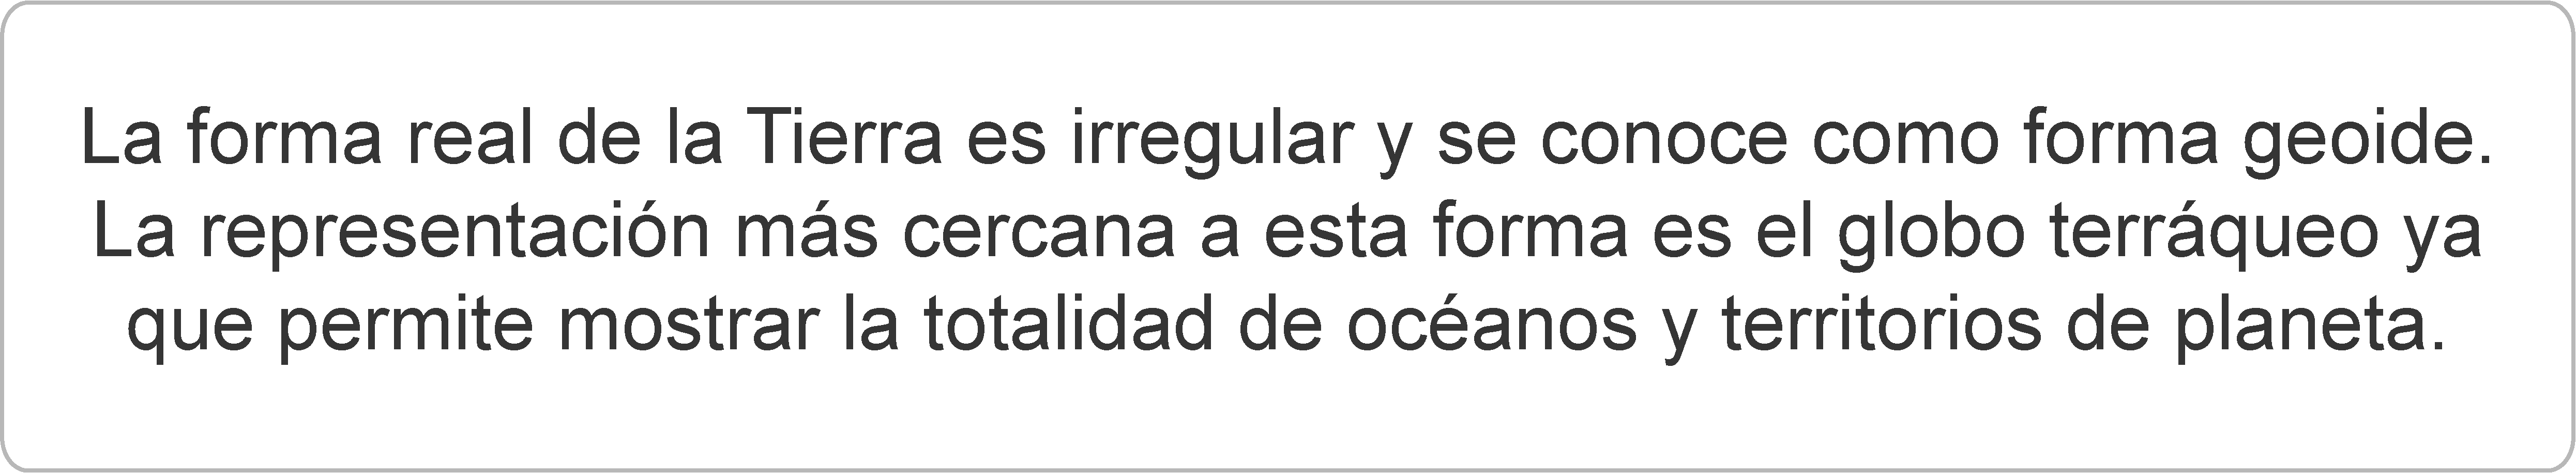 La forma real de la Tierra es irregular y se conoce como forma geoide.
La representación más cercana a esta forma es el globo terráqueo ya
que permite mostrar la totalidad de océanos y territorios de planeta.